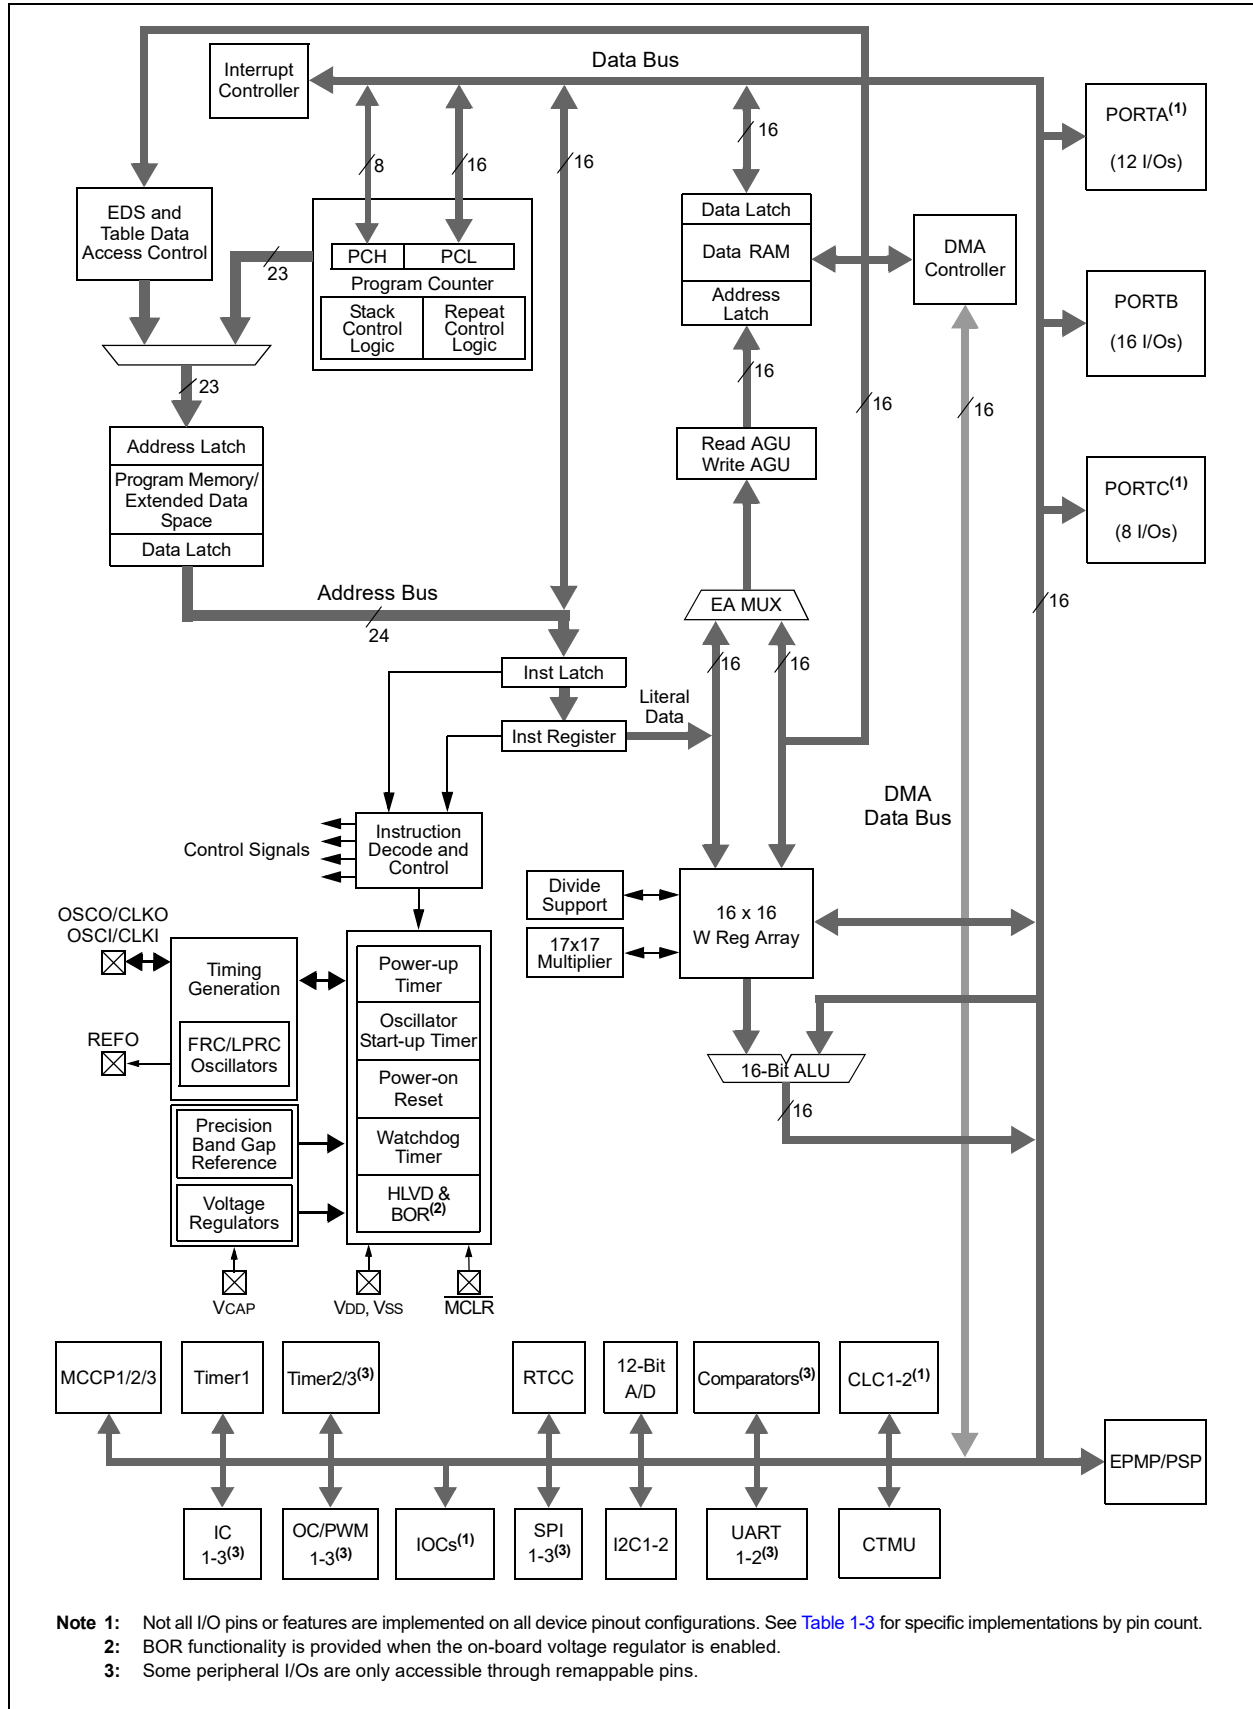 Data Bus
Interrupt
Controller
PORTA(1)
(12 I/Os)
16
8
16
16
EDS and
Table Data
Access Control
Data Latch
Data RAM
Address
Latch
DMA
Controller
23
PCH
PCL
Program Counter
Stack
Control
Logic
Repeat
Control
Logic
PORTB
(16 I/Os)
23
16
16
16
Address Latch
Program Memory/
Extended Data
Space
Data Latch
Read AGU
Write AGU
PORTC(1)
(8 I/Os)
Address Bus
24
EA MUX
16
Inst Latch
16
16
Literal
Data
Inst Register
DMA
Data Bus
Control Signals
Instruction
Decode and
Control
Divide
Support
16 x 16
W Reg Array
17x17
Multiplier
OSCO/CLKO
OSCI/CLKI
Timing
Generation
Power-up
Timer
REFO
FRC/LPRC
Oscillators
Oscillator
Start-up Timer
16-Bit ALU
16
Power-on
Reset
Precision
Band Gap
Reference
Watchdog
Timer
Voltage
Regulators
HLVD &
BOR(2)
VCAP
VDD, VSS
MCLR
MCCP1/2/3
Timer1
Timer2/3(3)
RTCC
12-Bit
A/D
Comparators(3)
CLC1-2(1)
EPMP/PSP
IC
1-3(3)
OC/PWM
1-3(3)
IOCs(1)
SPI
1-3(3)
I2C1-2
UART
1-2(3)
CTMU
Note 1: Not all I/O pins or features are implemented on all device pinout configurations. See Table 1-3 for specific implementations by pin count.
2: BOR functionality is provided when the on-board voltage regulator is enabled.
3: Some peripheral I/Os are only accessible through remappable pins.